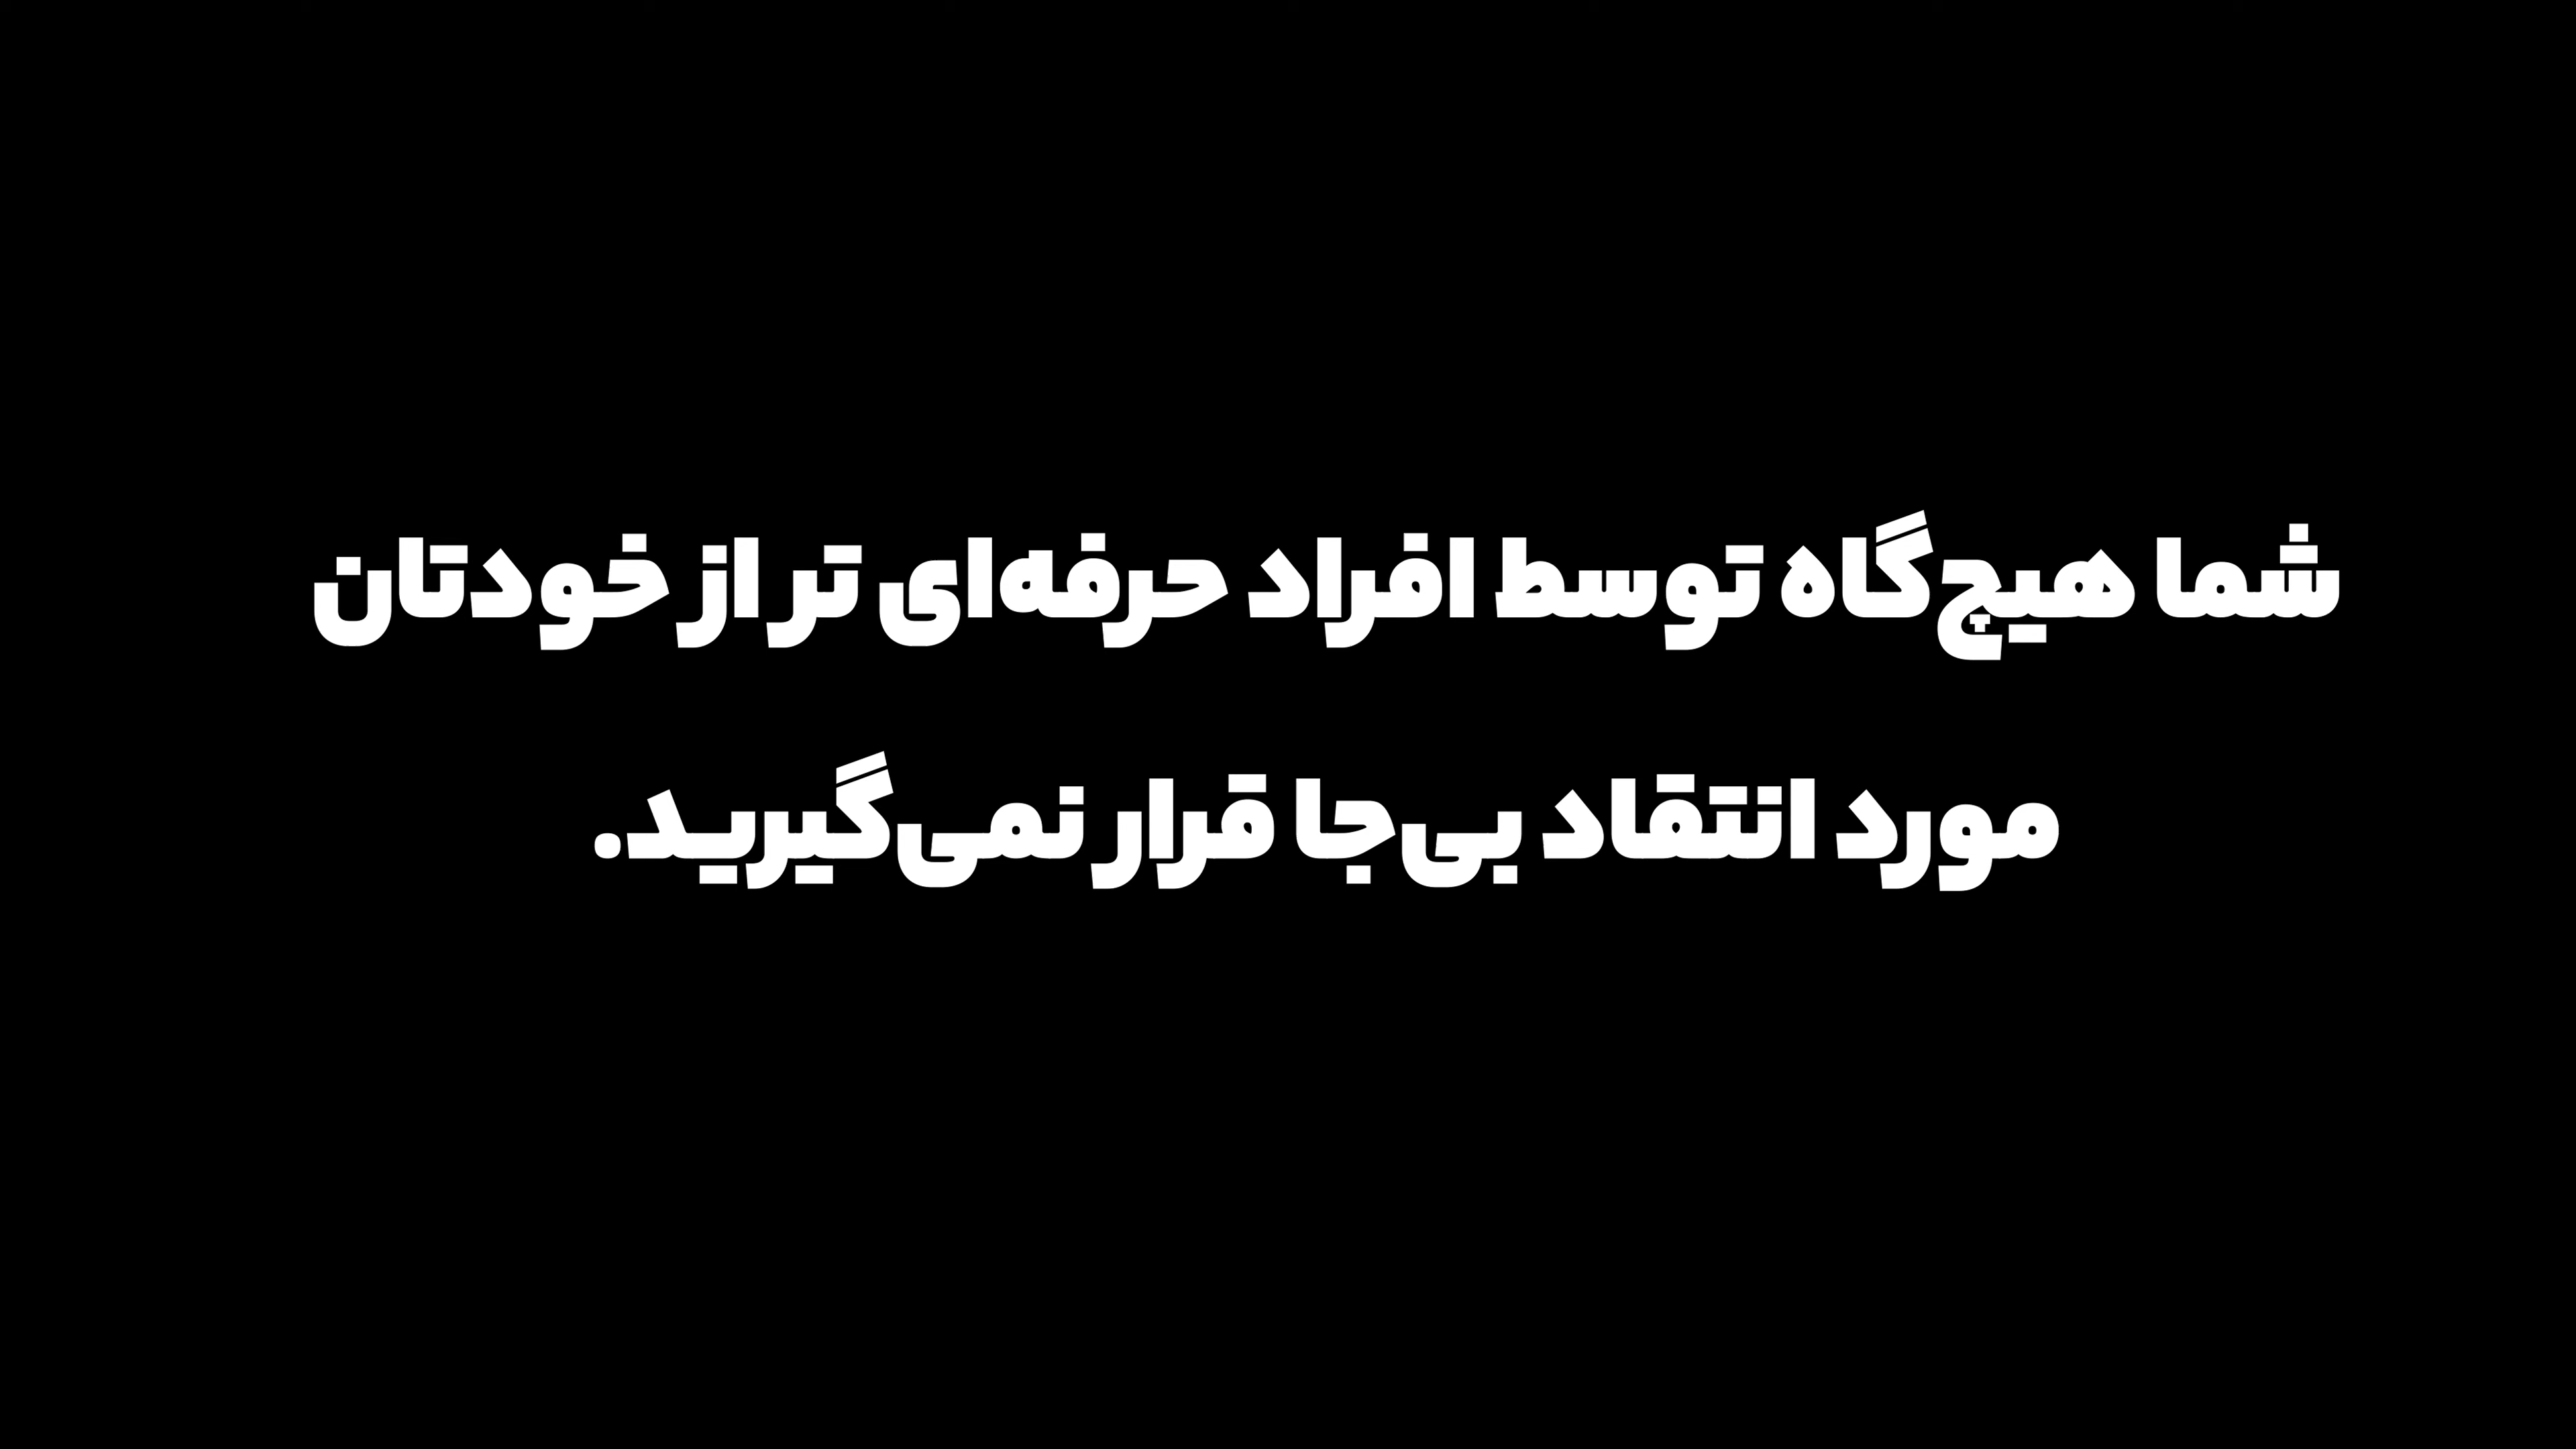 شما هیچ‌گاه توسط افراد حرفه‌ای تر از خودتان
مورد انتقاد بی‌جا قرار نمی‌گیرید.